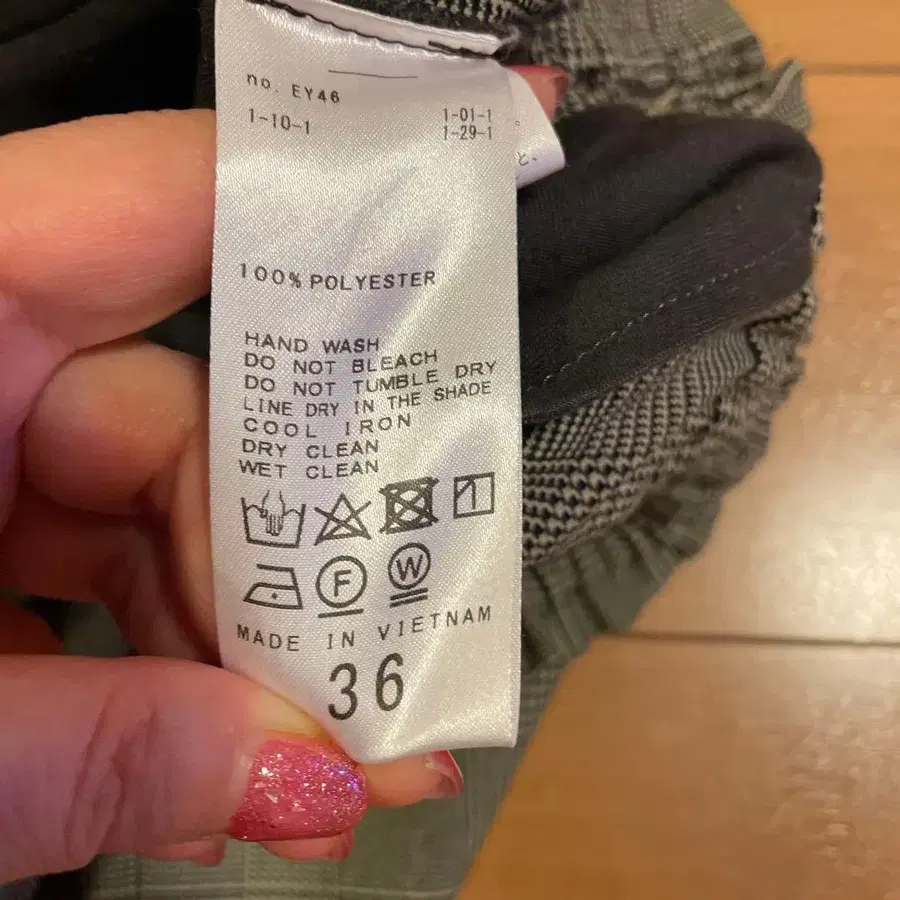 no. EY46
1-10-1 1-01-1
1-29-1
100% POLYESTER
HAND WASH
DO NOT BLEACH
DO NOT TUMBLE DRY
LINE DRY IN THE SHADE
COOL IRON
DRY CLEAN
WET CLEAN
F W
MADE IN VIETNAM
36